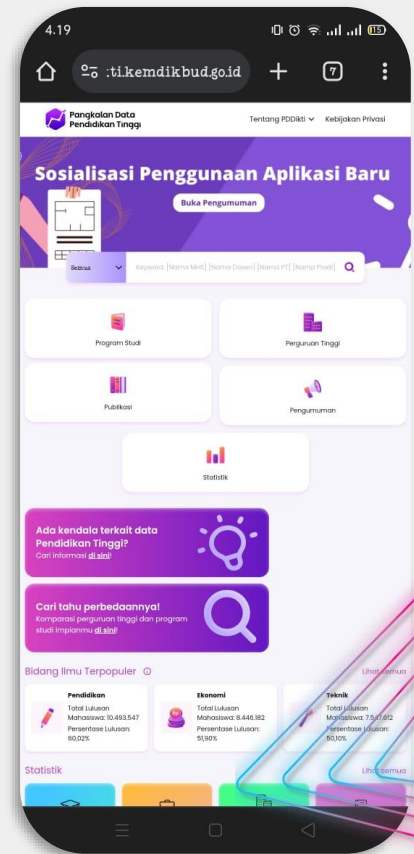 4.19
15
:ti.kemdikbud.go.id
7
Pangkalan Data
Pendidikan Tinggi
Tentang PDDikti
Kebijakan Privasi
Sosialisasi Penggunaan Aplikasi Baru
Buka Pengumuman
Semua
Keyword: [Nama MHS] [Nama Dosen] [Nama PT] [Nama Prodi]
Program Studi
Perguruan Tinggi
Publikasi
Pengumuman
Statistik
Ada kendala terkait data
Pendidikan Tinggi?
Cari informasi di sini!
Cari tahu perbedaannya!
Komparasi perguruan tinggi dan program
studi impianmu di sini!
Bidang Ilmu Terpopuler
Lihat semua
Pendidikan
Total Lulusan
Mahasiswa: 10.493.547
Persentase Lulusan:
60,02%
Ekonomi
Total Lulusan
Mahasiswa: 8.446.182
Persentase Lulusan:
51,90%
Teknik
Total Lulusan
Mahasiswa: 7.547.612
Persentase Lulusan:
50,10%
Statistik
Lihat semua